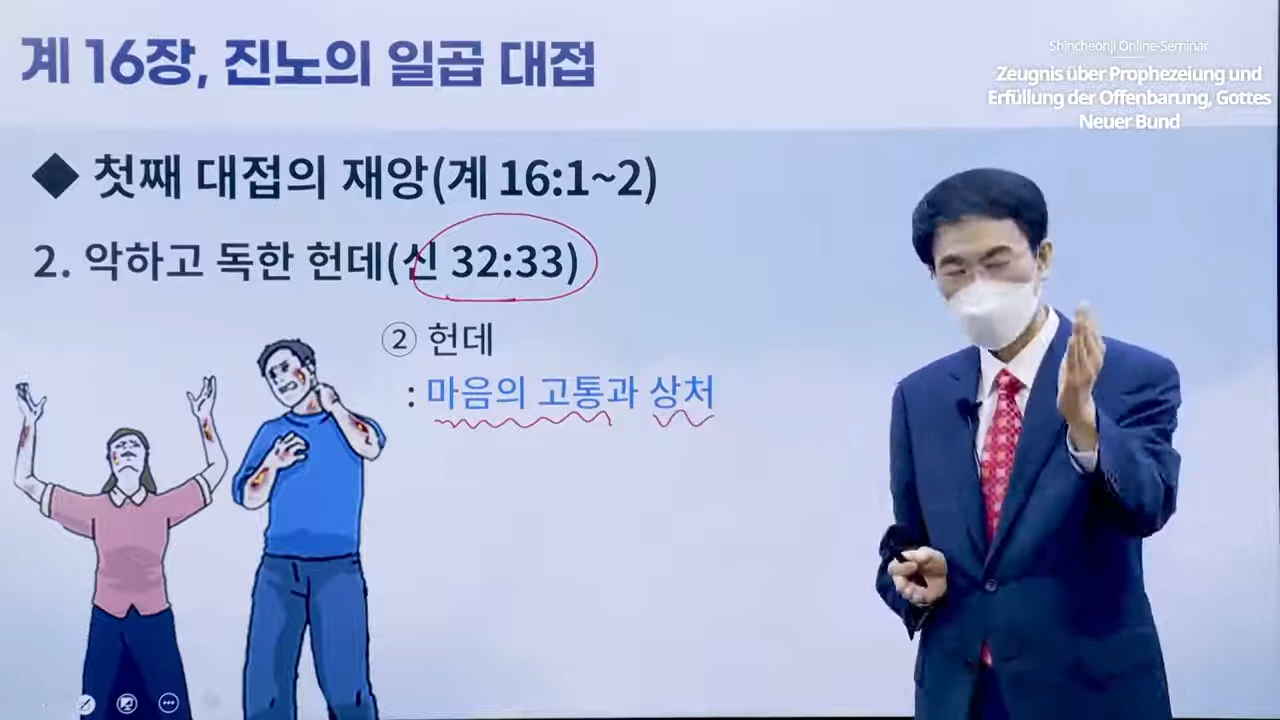 계 16장, 진노의 일곱 대접
Shincheonji Online-Seminar
Zeugnis über Prophezeiung und
Erfüllung der Offenbarung, Gottes
Neuer Bund
◆ 첫째 대접의 재앙(계 16:1~2)
2. 악하고 독한 헌데(신 32:33)
② 헌데
: 마음의 고통과 상처